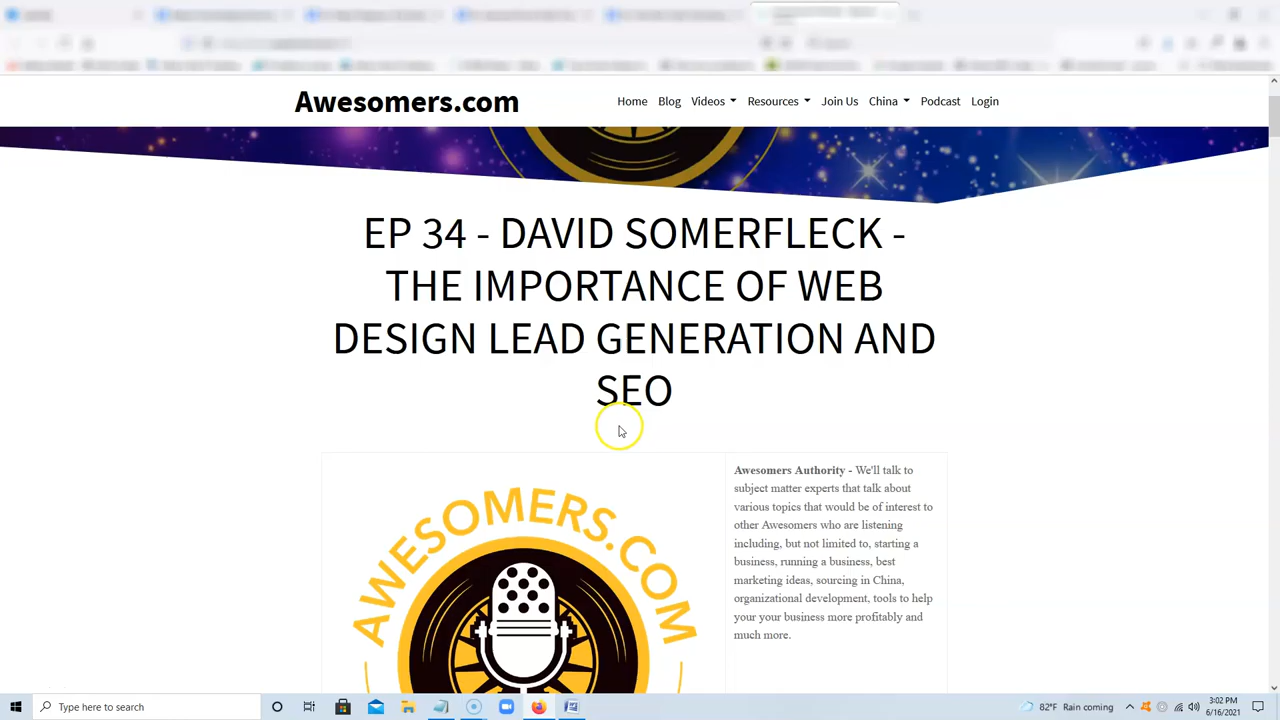 Awesomers.com
Home Blog Videos Resources Join Us China Podcast Login
EP 34 - DAVID SOMERFLECK -
THE IMPORTANCE OF WEB
DESIGN LEAD GENERATION AND
SEO
AWESOMERS.COM
Awesomers Authority - We'll talk to
subject matter experts that talk about
various topics that would be of interest to
other Awesomers who are listening
including, but not limited to, starting a
business, running a business, best
marketing ideas, sourcing in China,
organizational development, tools to help
your your business more profitably and
much more.
Type here to search
82°F Rain coming
3:02 PM
6/16/2021